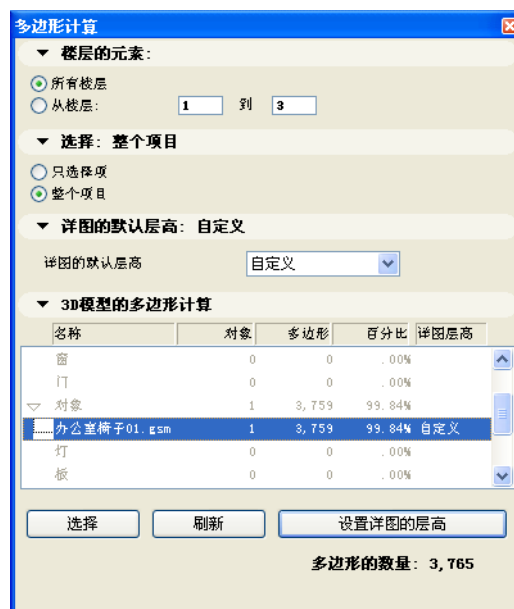 多边形计算
楼层的元素:
所有楼层
从楼层: 1 到 3
选择: 整个项目
只选择项
整个项目
详图的默认层高: 自定义
详图的默认层高 自定义
3D模型的多边形计算
名称 对象 多边形 百分比 详图层高
窗 0 0 .00%
门 0 0 .00%
对象 1 3,759 99.84%
办公室椅子01.gsm 1 3,759 99.84% 自定义
灯 0 0 .00%
板 0 0 .00%
选择 刷新 设置详图的层高
多边形的数量: 3,765